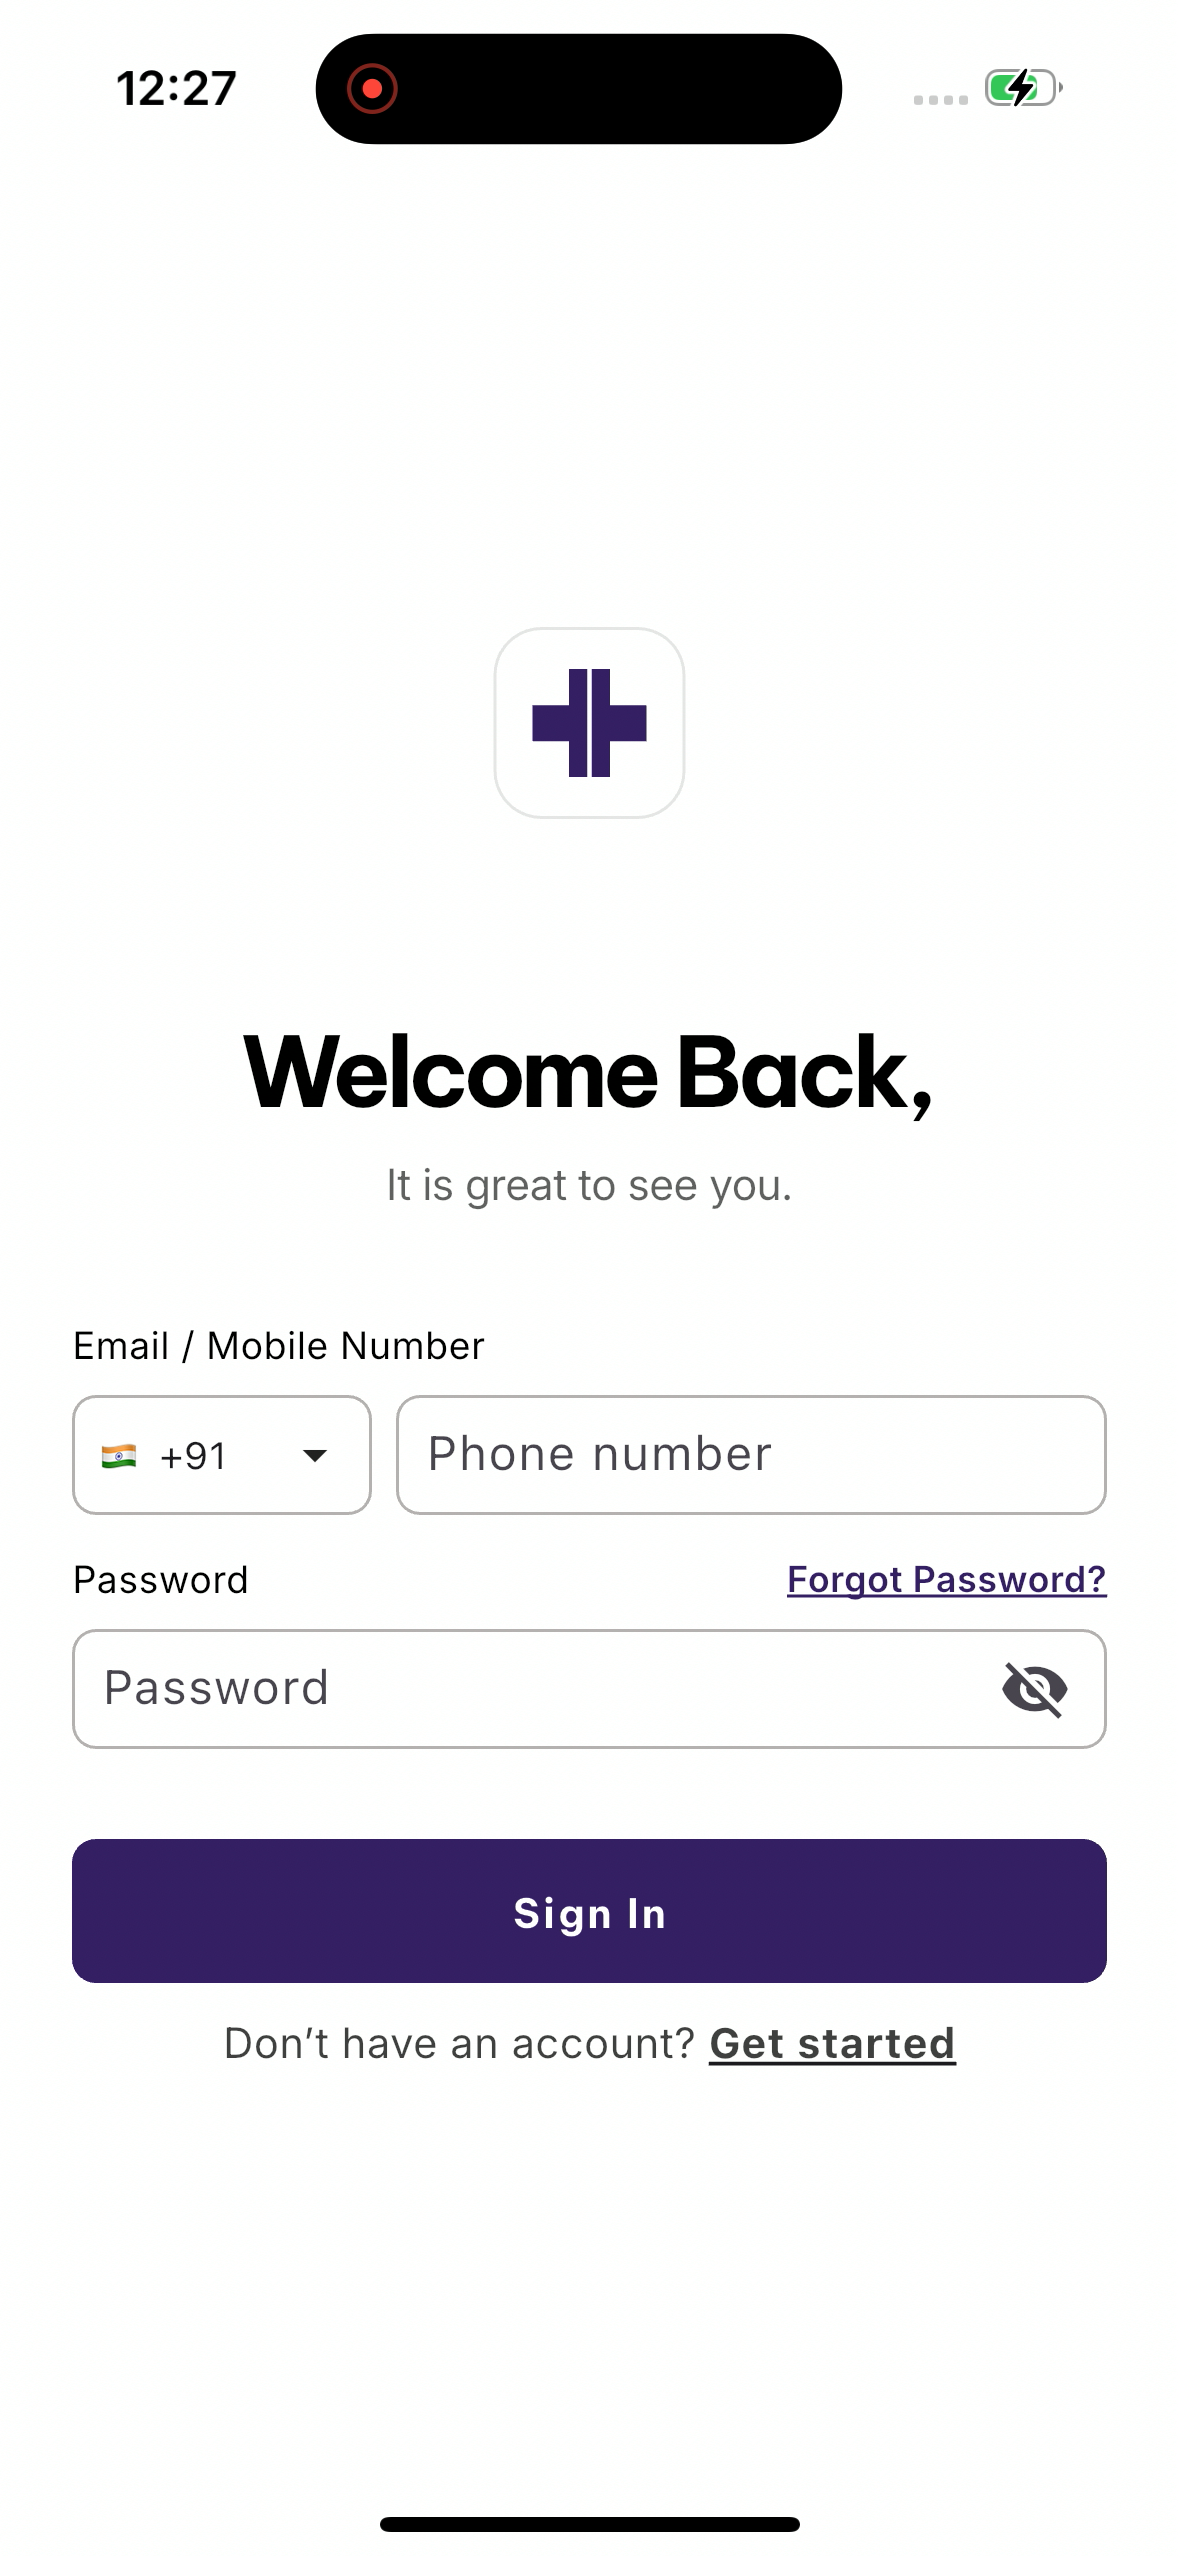 12:27
Welcome Back,
It is great to see you.
Email / Mobile Number
+91 Phone number
Password Forgot Password?
Password
Sign In
Don’t have an account? Get started